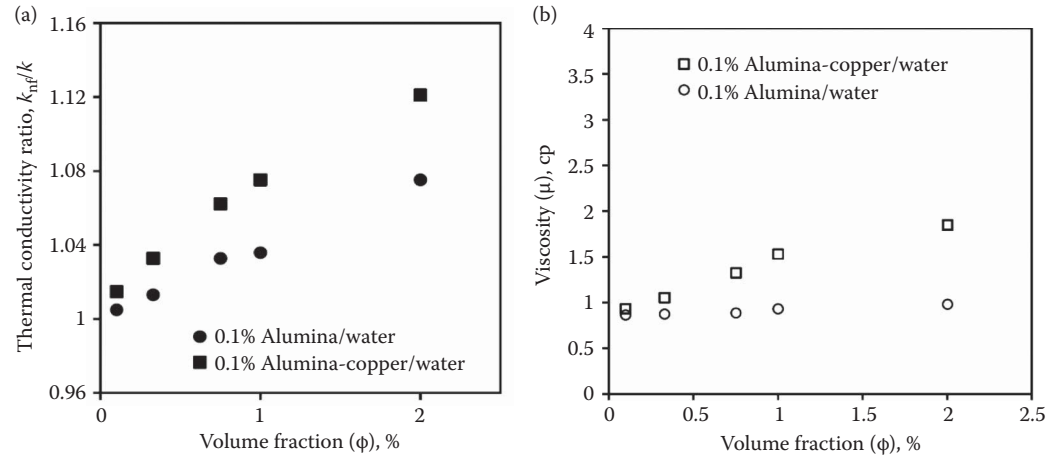 (a)
1.16
1.12
1.08
1.04
1
0.96
Thermal conductivity ratio, k_nf/k
0.1% Alumina/water
0.1% Alumina-copper/water
0
1
2
Volume fraction (ϕ), %
(b)
4
3.5
3
2.5
2
1.5
1
0.5
0
Viscosity (μ), cp
0.1% Alumina-copper/water
0.1% Alumina/water
0
0.5
1
1.5
2
2.5
Volume fraction (ϕ), %